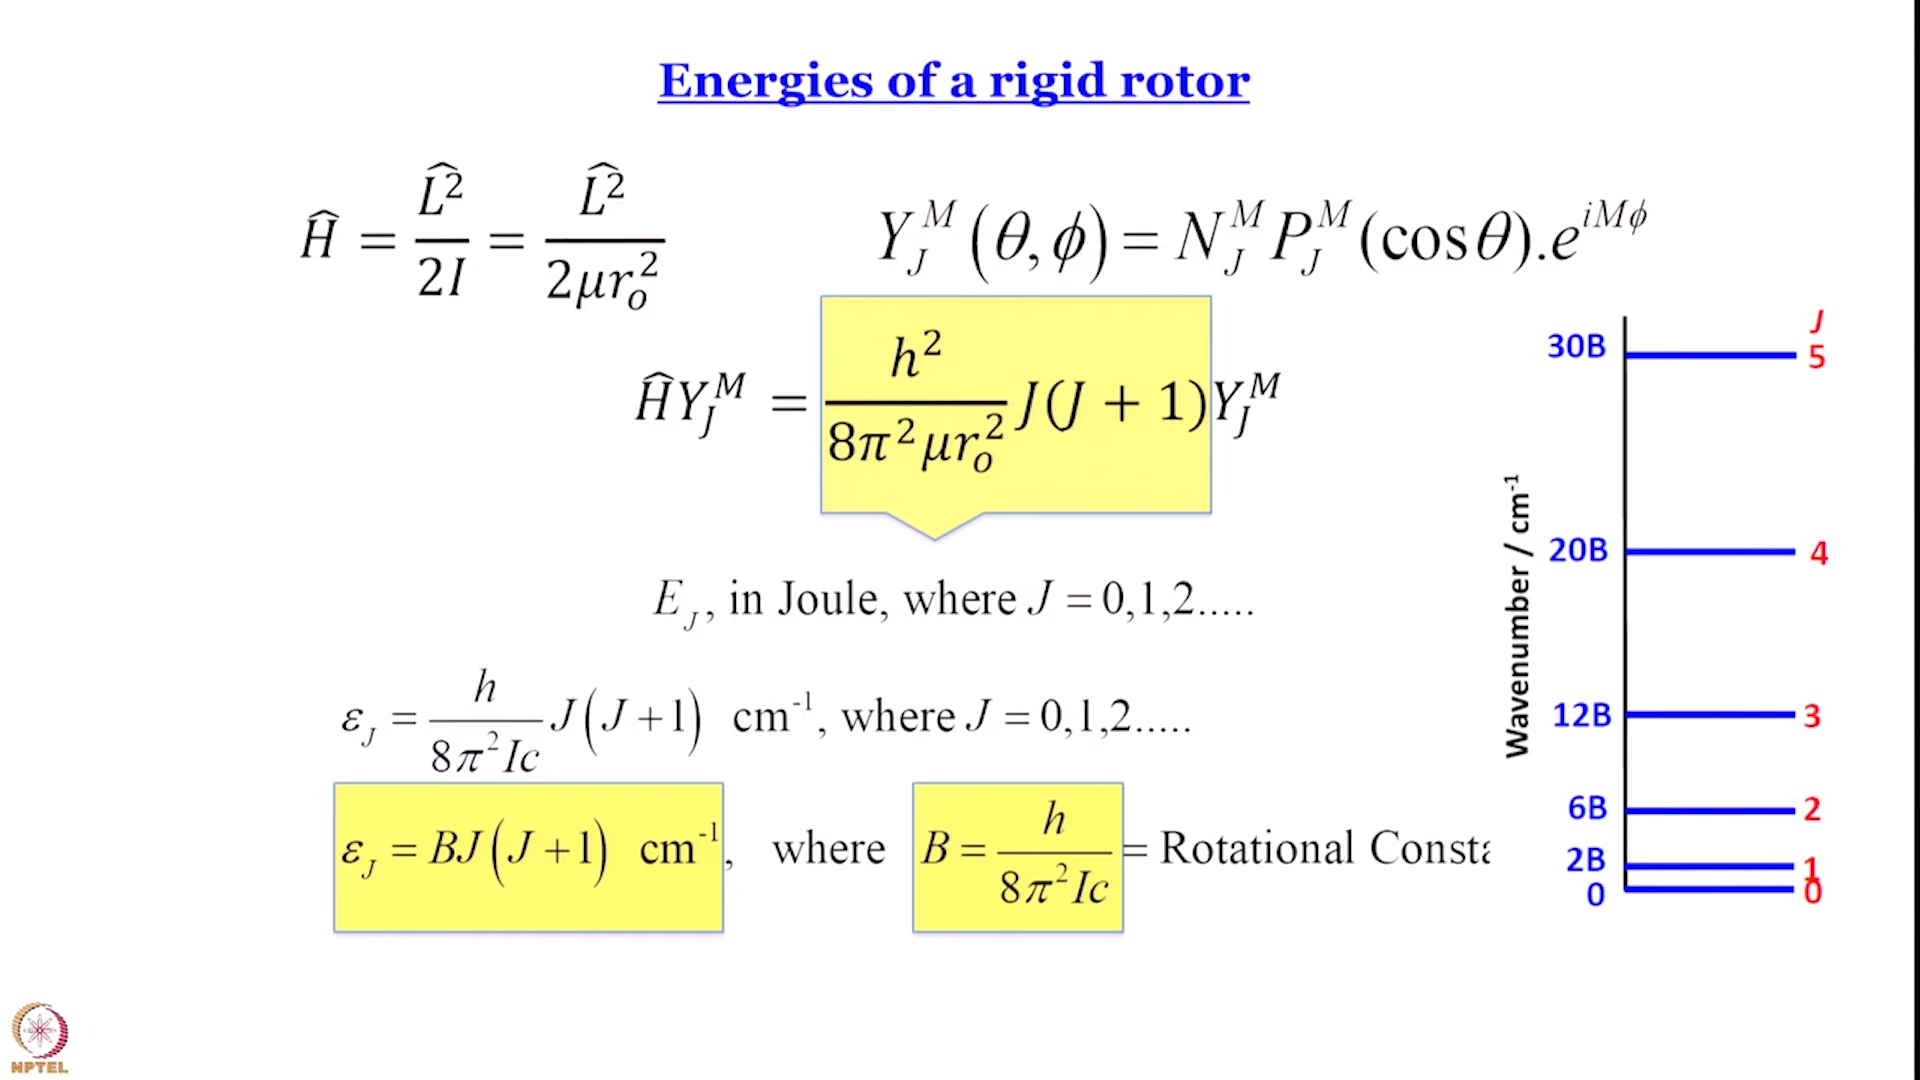 Energies of a rigid rotor
Ĥ = L̂²/2I = L̂²/2μr₀²
Y_J^M(θ,ϕ) = N_J^M P_J^M(cosθ).e^{iMϕ}
ĤY_J^M = h²/8π²μr₀² J(J + 1)Y_J^M
E_J, in Joule, where J = 0,1,2.....
ε_J = h/8π²Ic J(J+1) cm⁻¹, where J = 0,1,2.....
ε_J = BJ(J+1) cm⁻¹, where B = h/8π²Ic = Rotational Consta
Wavenumber / cm⁻¹
J
30B 5
20B 4
12B 3
6B 2
2B 1
0 0
NPTEL